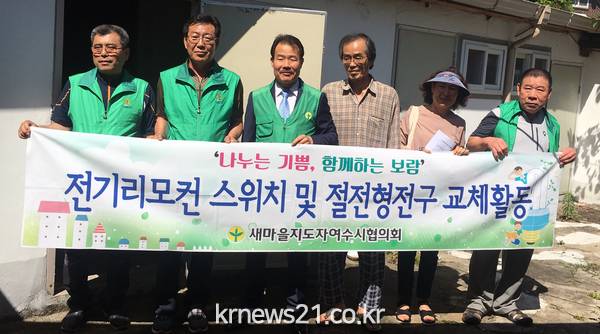 '나누는 기쁨, 함께하는 보람'
전기리모컨 스위치 및 절전형전구 교체활동
새마을지도자여수시협의회
krnews21.co.kr